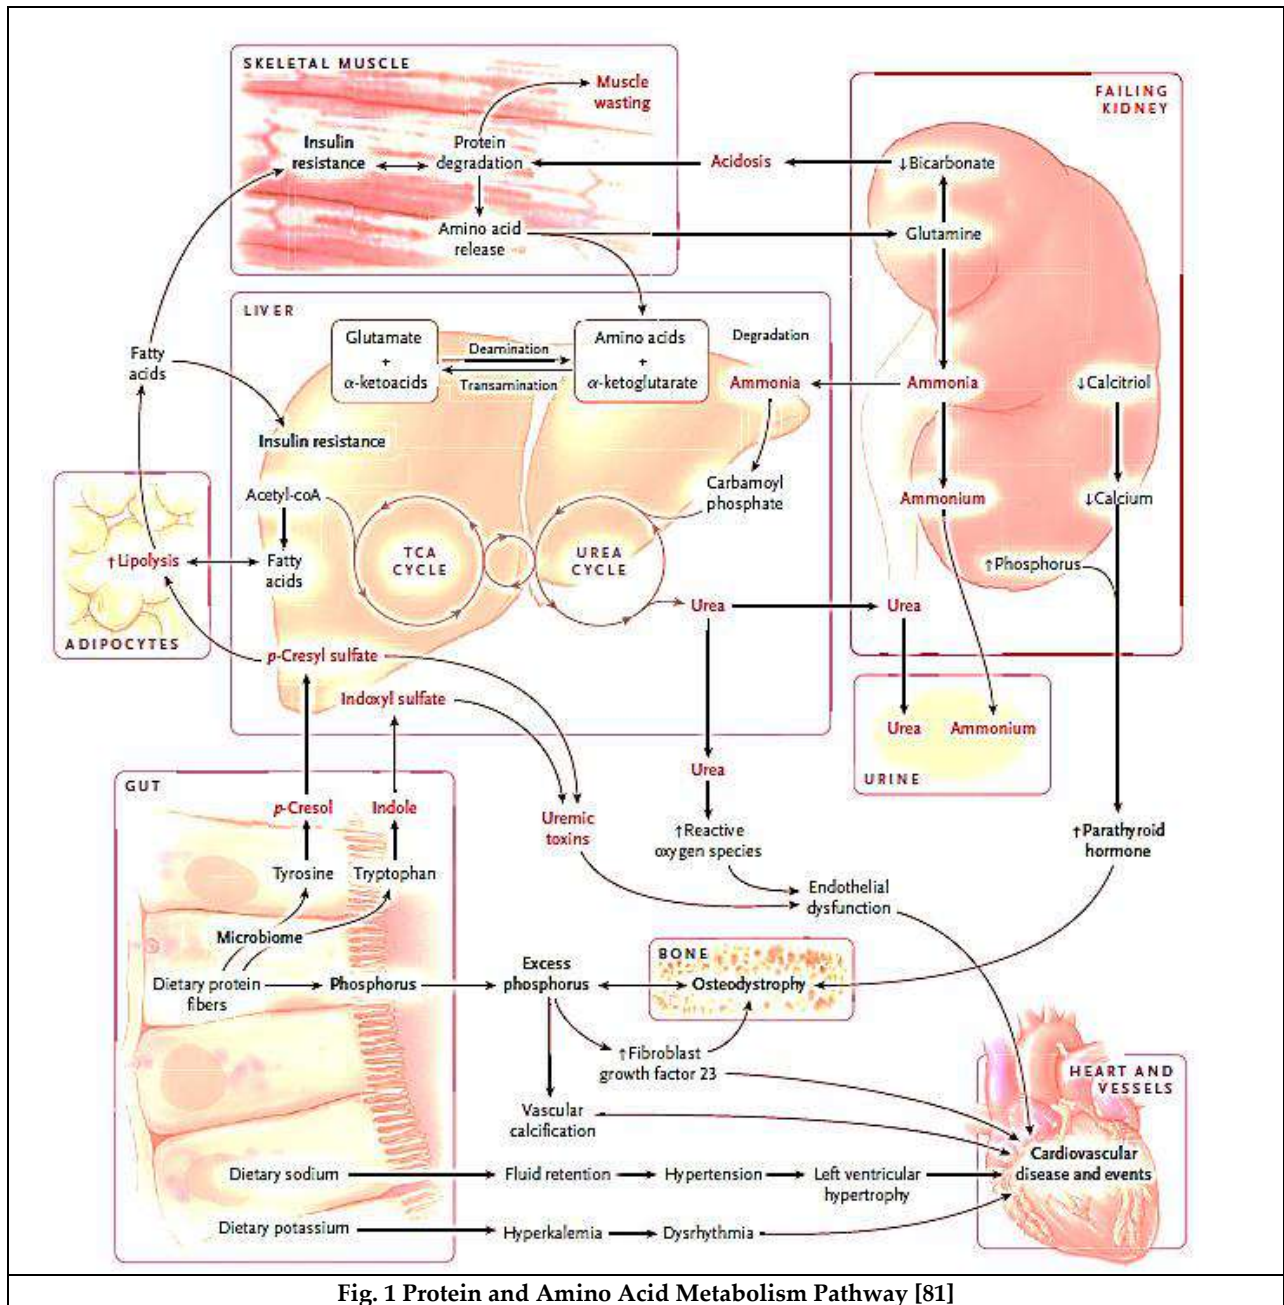 SKELETAL MUSCLE
Muscle
wasting
Insulin
resistance
Protein
degradation
Acidosis
Amino acid
release
FAILING
KIDNEY
↓Bicarbonate
Glutamine
Ammonia
Ammonium
↓Calcitriol
↓Calcium
↑Phosphorus
Urea
LIVER
Glutamate
+
α-ketoacids
Deamination
Transamination
Amino acids
+
α-ketoglutarate
Degradation
Ammonia
Carbamoyl
phosphate
Fatty
acids
Insulin resistance
Acetyl-coA
Fatty
acids
TCA
CYCLE
UREA
CYCLE
Urea
↑Lipolysis
ADIPOCYTES
p-Cresyl sulfate
Indoxyl sulfate
Urea
Ammonium
URINE
GUT
p-Cresol
Indole
Tyrosine
Tryptophan
Microbiome
Dietary protein
fibers
Phosphorus
Uremic
toxins
Urea
↑Reactive
oxygen species
Endothelial
dysfunction
↑Parathyroid
hormone
Excess
phosphorus
BONE
Osteodystrophy
↑Fibroblast
growth factor 23
Vascular
calcification
HEART AND
VESSELS
Cardiovascular
disease and events
Dietary sodium
Fluid retention
Hypertension
Left ventricular
hypertrophy
Dietary potassium
Hyperkalemia
Dysrhythmia
Fig. 1 Protein and Amino Acid Metabolism Pathway [81]